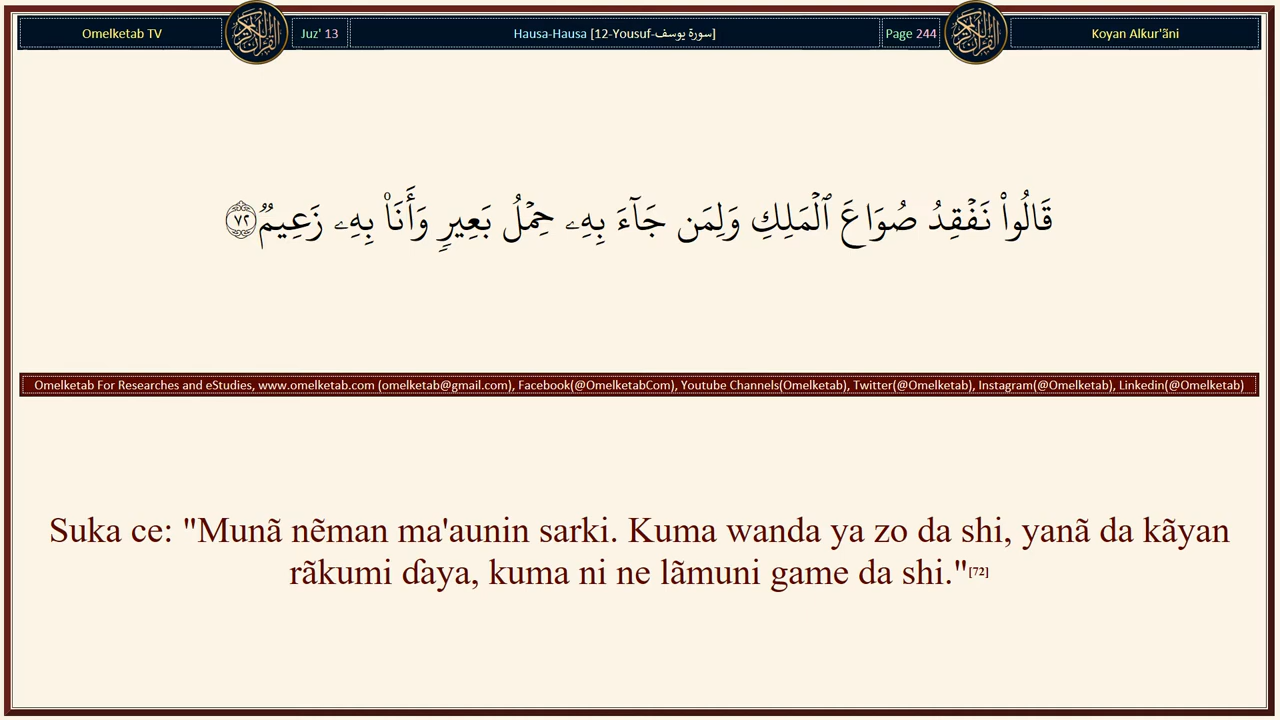 Omelketab TV
Juz' 13
Hausa-Hausa [12-Yousuf-سورة يوسف]
Page 244
Koyan Alkur'ãni
قَالُوا۟ نَفۡقِدُ صُوَاعَ ٱلۡمَلِكِ وَلِمَن جَآءَ بِهِۦ حِمۡلُ بَعِيرٖ وَأَنَا۠ بِهِۦ زَعِيمٞ ٧٢
Omelketab For Researches and eStudies, www.omelketab.com (omelketab@gmail.com), Facebook(@OmelketabCom), Youtube Channels(Omelketab), Twitter(@Omelketab), Instagram(@Omelketab), Linkedin(@Omelketab)
Suka ce: "Munã nẽman ma'aunin sarki. Kuma wanda ya zo da shi, yanã da kãyan
rãkumi ɗaya, kuma ni ne lãmuni game da shi."[72]